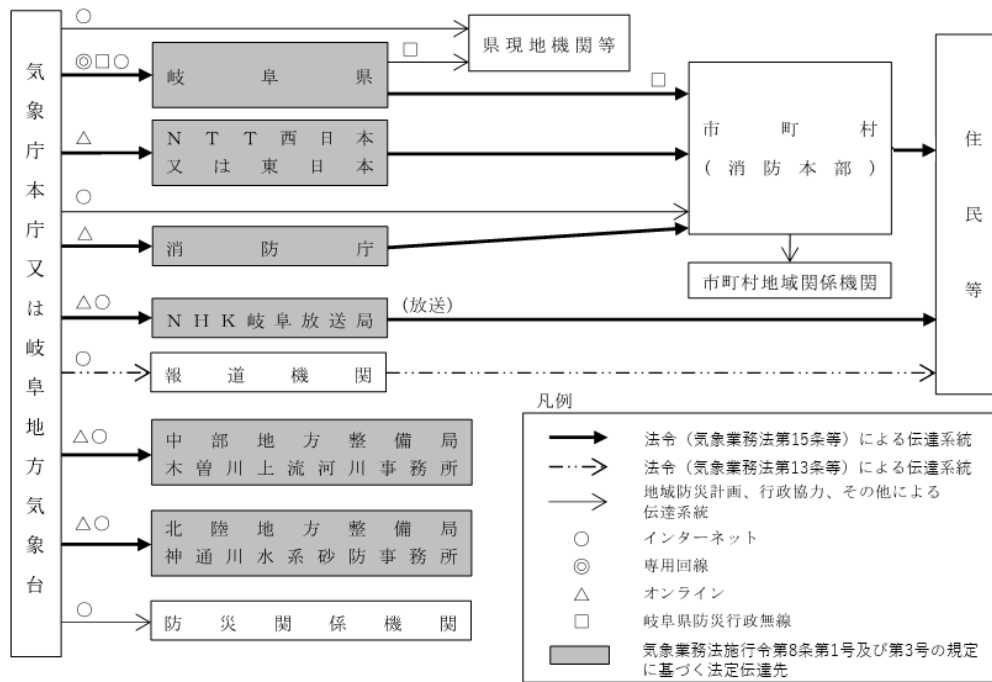 気象庁本庁又は岐阜地方気象台
○
県現地機関等
◎□○
岐阜県
□
□
△
NTT西日本
又は東日本
市町村
(消防本部)
住民等
○
△
消防庁
市町村地域関係機関
△○
NHK岐阜放送局
(放送)
○
報道機関
△○
中部地方整備局
木曽川上流河川事務所
△○
北陸地方整備局
神通川水系砂防事務所
○
防災関係機関
凡例
法令（気象業務法第15条等）による伝達系統
法令（気象業務法第13条等）による伝達系統
地域防災計画、行政協力、その他による
伝達系統
○ インターネット
◎ 専用回線
△ オンライン
□ 岐阜県防災行政無線
気象業務法施行令第8条第1号及び第3号の規定
に基づく法定伝達先